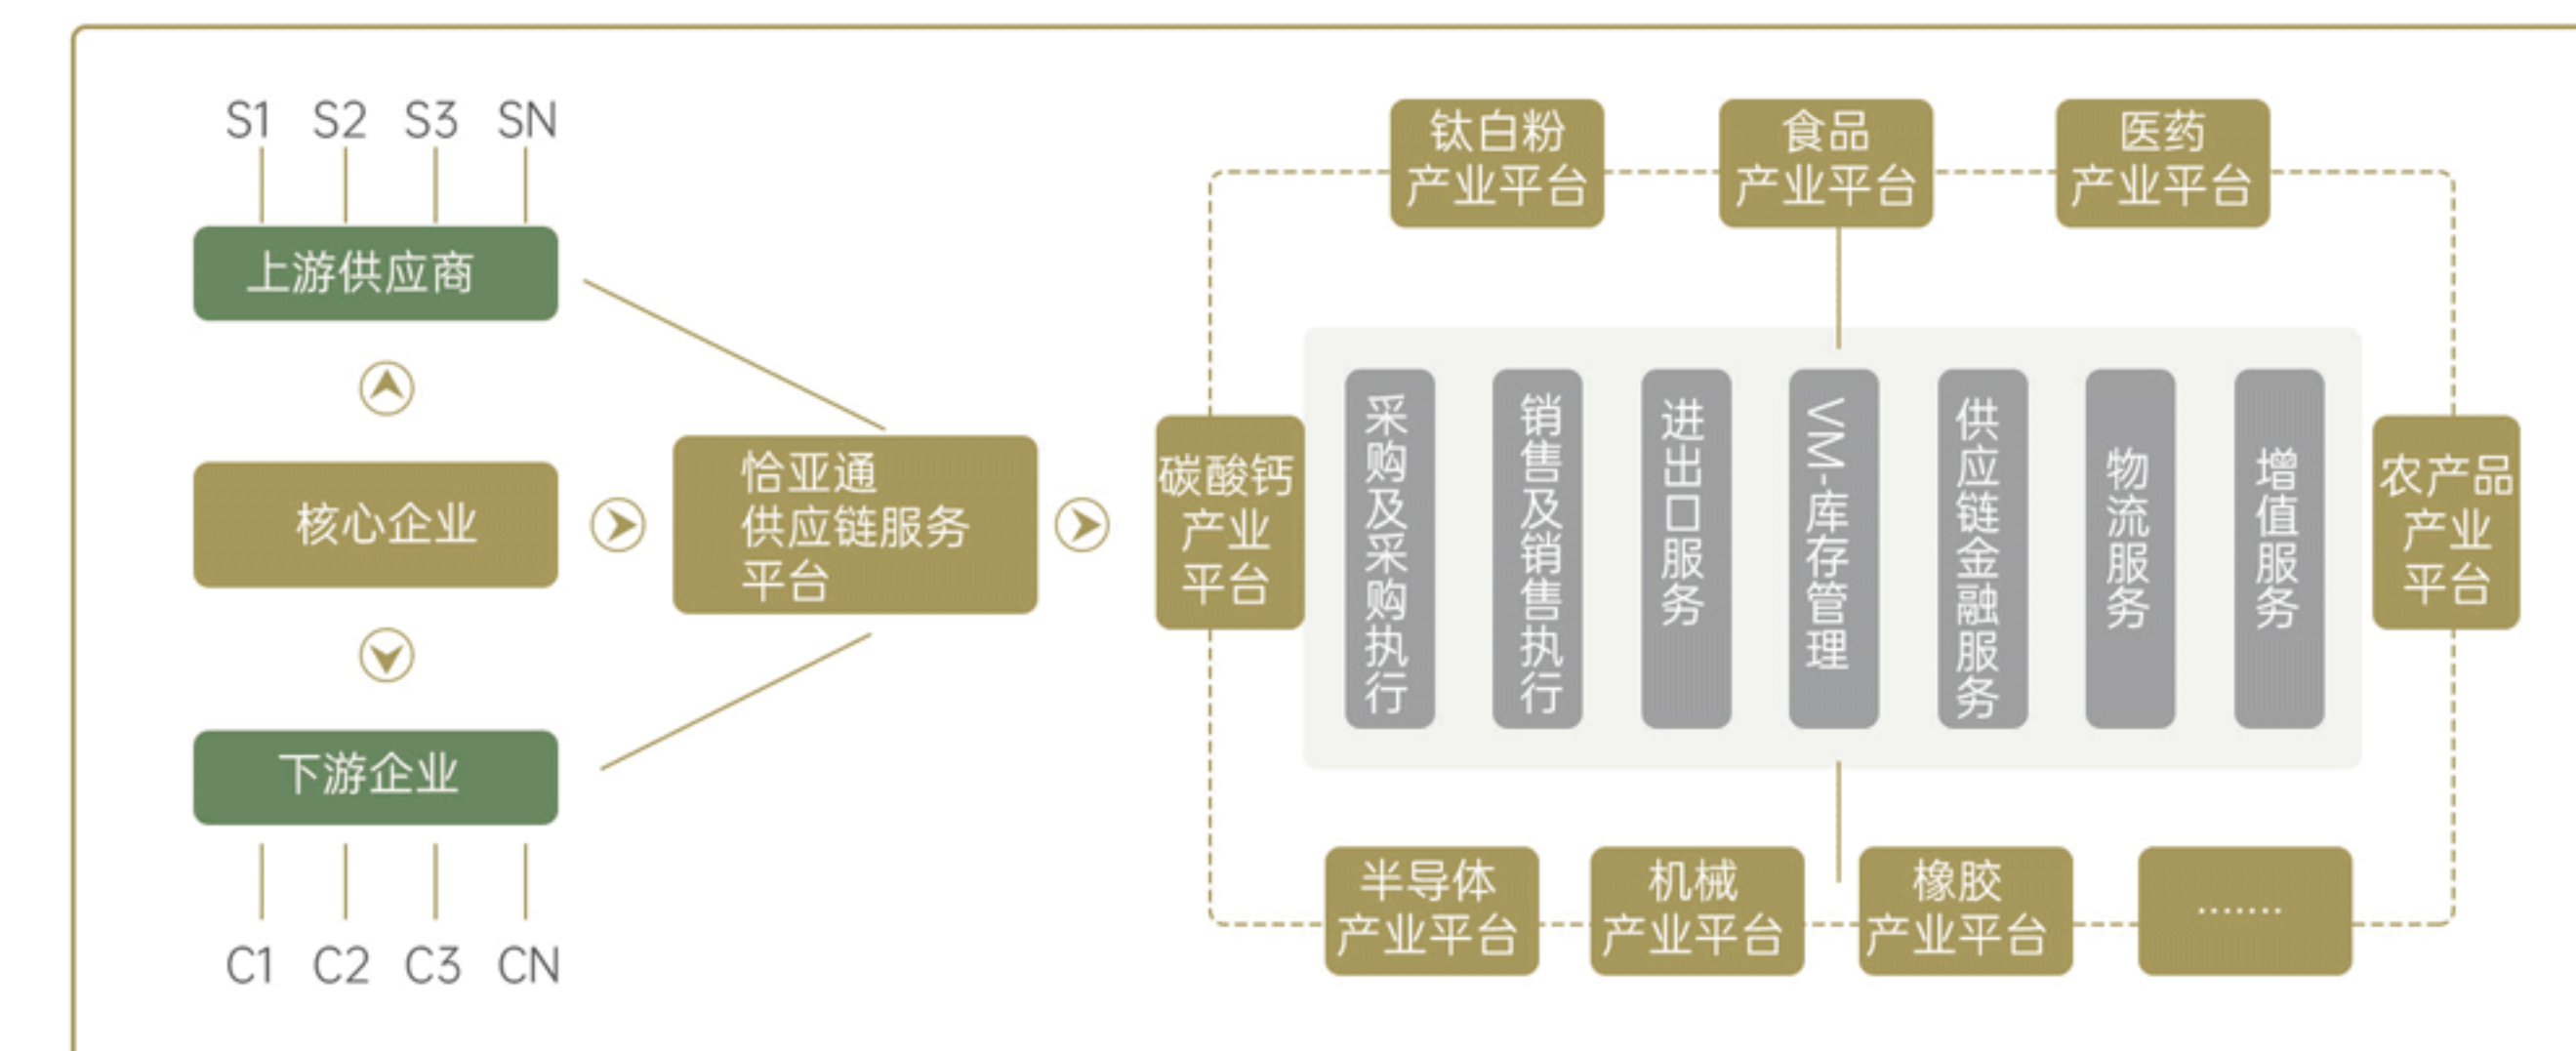 S1 S2 S3 SN
上游供应商
核心企业
下游企业
C1 C2 C3 CN
恰亚通
供应链服务
平台
钛白粉
产业平台
食品
产业平台
医药
产业平台
碳酸钙
产业
平台
采购及采购执行
销售及销售执行
进出口服务
VM-库存管理
供应链金融服务
物流服务
增值服务
农产品
产业
平台
半导体
产业平台
机械
产业平台
橡胶
产业平台
.......